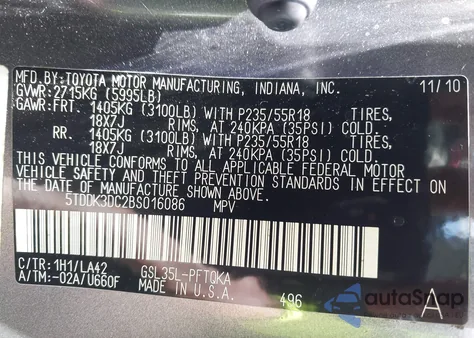 MFD.BY:TOYOTA MOTOR MANUFACTURING, INDIANA, INC. 11/10
GVWR:2715KG (5995LB)
GAWR:FRT. 1405KG (3100LB) WITH P235/55R18 TIRES,
18X7J RIMS, AT 240KPA (35PSI) COLD.
RR. 1405KG (3100LB) WITH P235/55R18 TIRES,
18X7J RIMS, AT 240KPA (35PSI) COLD.
THIS VEHICLE CONFORMS TO ALL APPLICABLE FEDERAL MOTOR
VEHICLE SAFETY AND THEFT PREVENTION STANDARDS IN EFFECT
ON THE DATE OF MANUFACTURE SHOWN ABOVE.
5TDDK3DC2BS016086 MPV
C/TR:1H1/LA42 GSL35L-PFTQKA
A/TM:-02A/U660F MADE IN U.S.A. 496 A
autoSnap